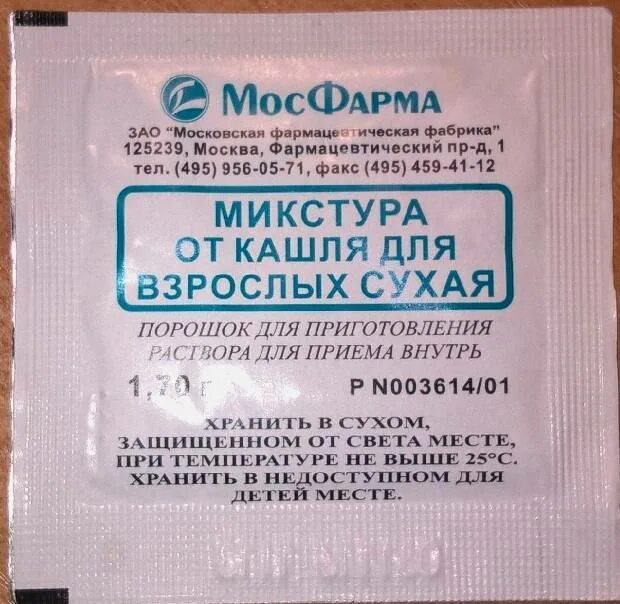 МосФарма
ЗАО "Московская фармацевтическая фабрика"
125239, Москва, Фармацевтический пр-д, 1
тел. (495) 956-05-71, факс (495) 459-41-12
МИКСТУРА
ОТ КАШЛЯ ДЛЯ
ВЗРОСЛЫХ СУХАЯ
ПОРОШОК ДЛЯ ПРИГОТОВЛЕНИЯ
РАСТВОРА ДЛЯ ПРИЕМА ВНУТРЬ
1,70 г Р N003614/01
ХРАНИТЬ В СУХОМ,
ЗАЩИЩЕННОМ ОТ СВЕТА МЕСТЕ,
ПРИ ТЕМПЕРАТУРЕ НЕ ВЫШЕ 25°С.
ХРАНИТЬ В НЕДОСТУПНОМ ДЛЯ
ДЕТЕЙ МЕСТЕ.